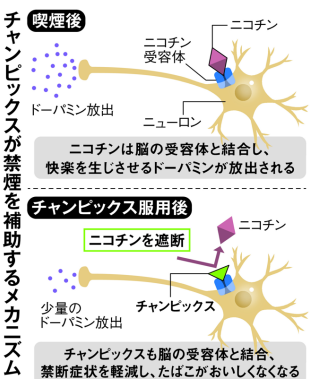 チャンピックスが禁煙を補助するメカニズム
喫煙後
ニコチン
ニコチン
受容体
ドーパミン放出
ニューロン
ニコチンは脳の受容体と結合し、
快楽を生じさせるドーパミンが放出される
チャンピックス服用後
ニコチン
ニコチンを遮断
少量の
ドーパミン放出
チャンピックス
チャンピックスも脳の受容体と結合、
禁断症状を軽減し、たばこがおいしくなくなる